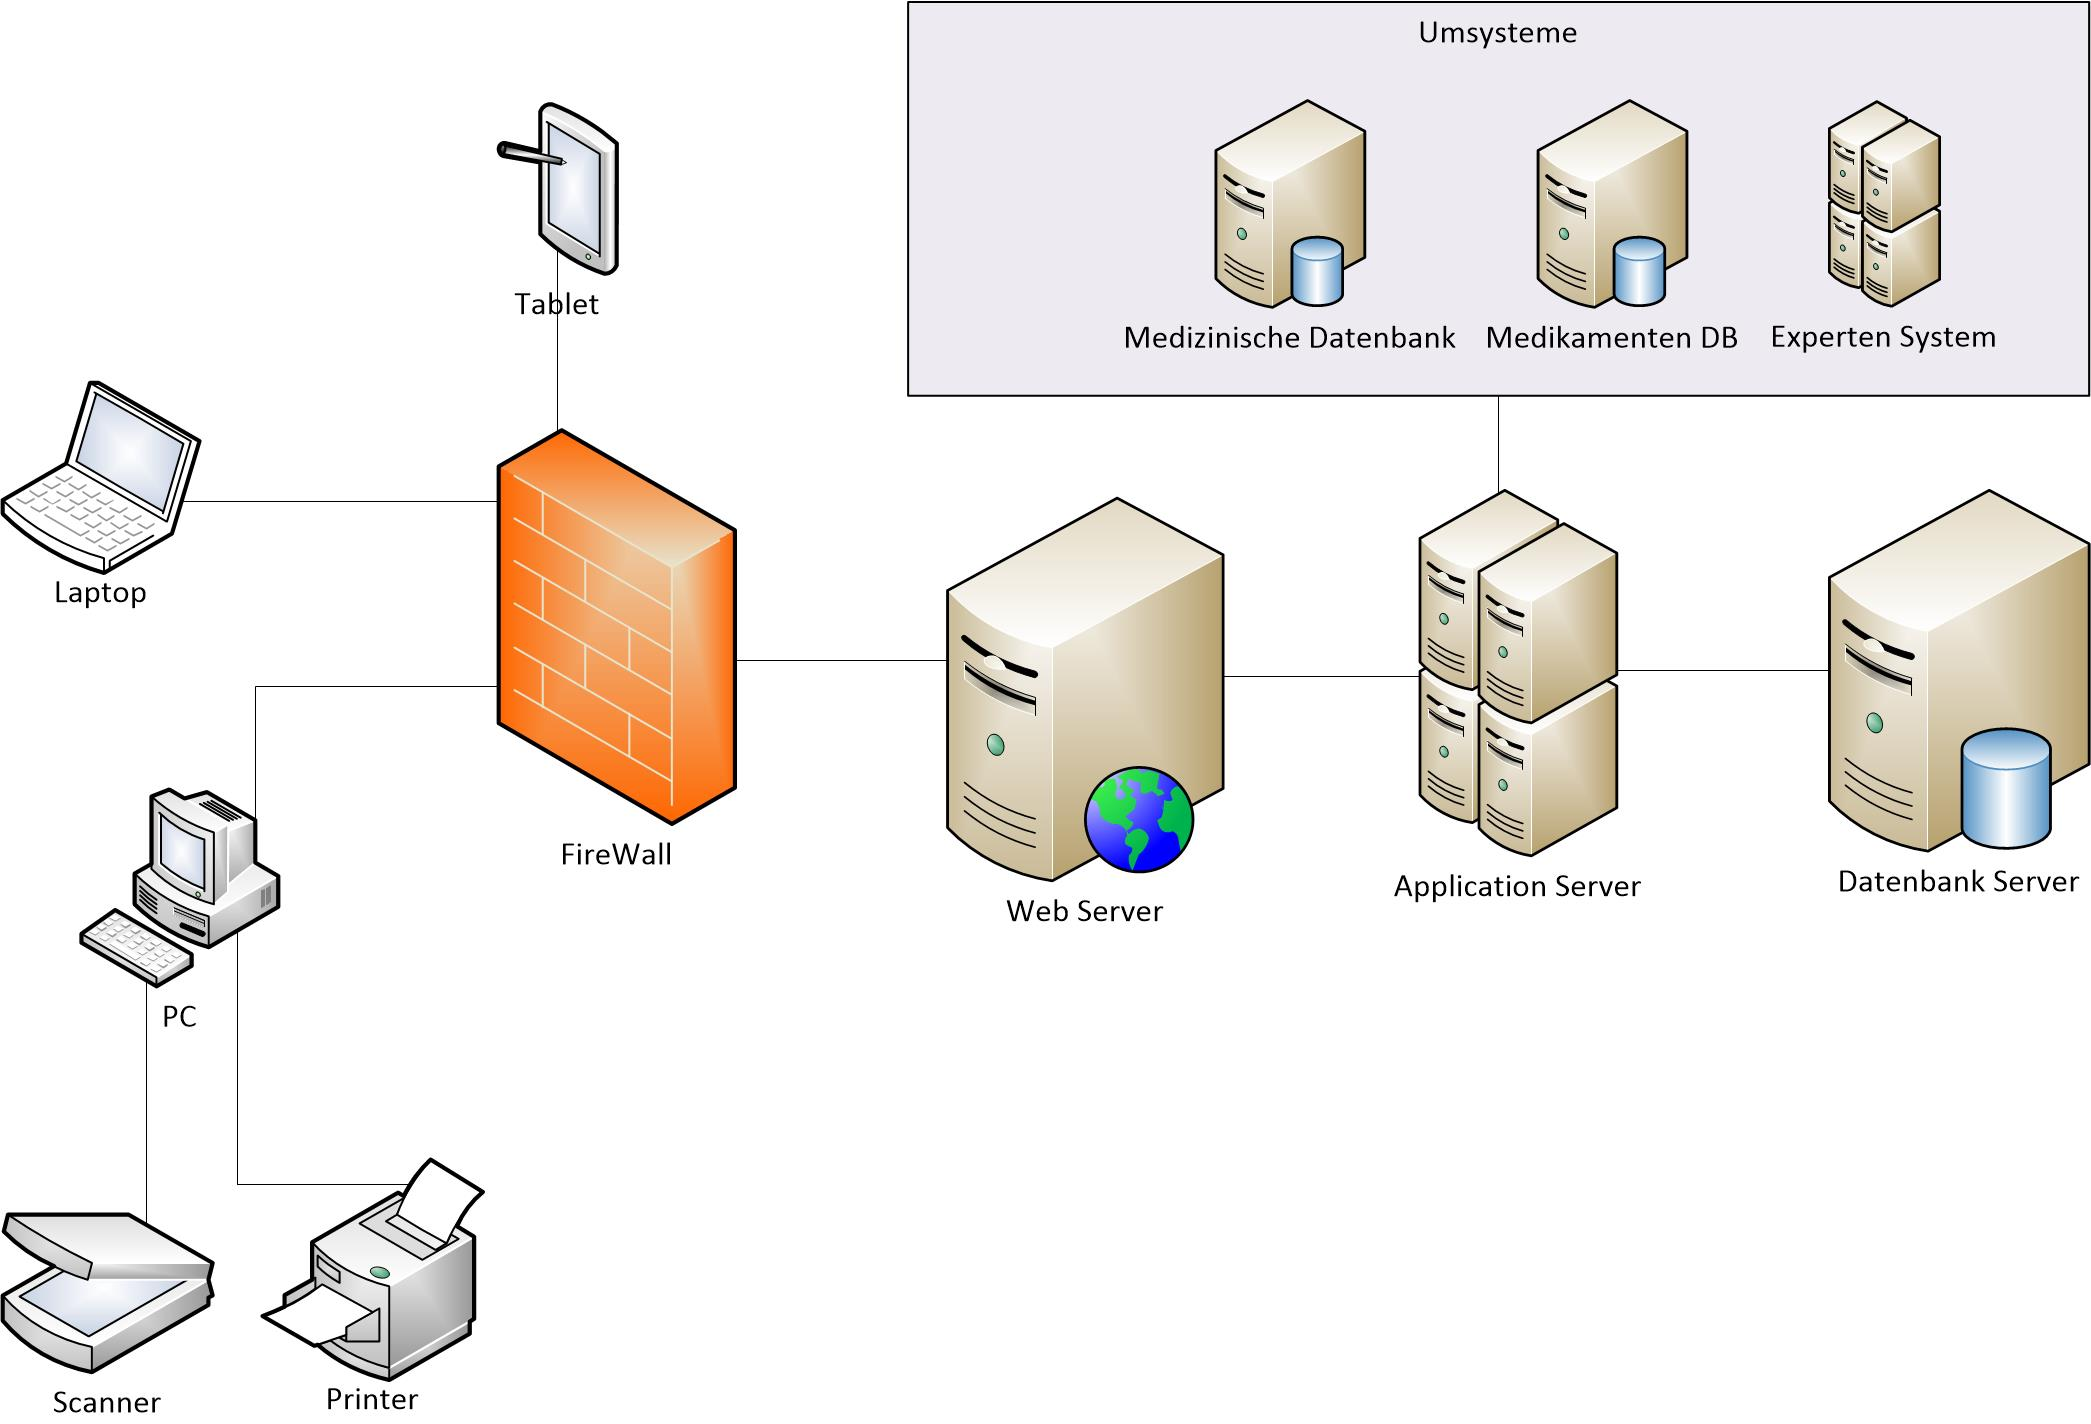 Umsysteme
Tablet
Medizinische Datenbank
Medikamenten DB
Experten System
Laptop
FireWall
Web Server
Application Server
Datenbank Server
PC
Scanner
Printer